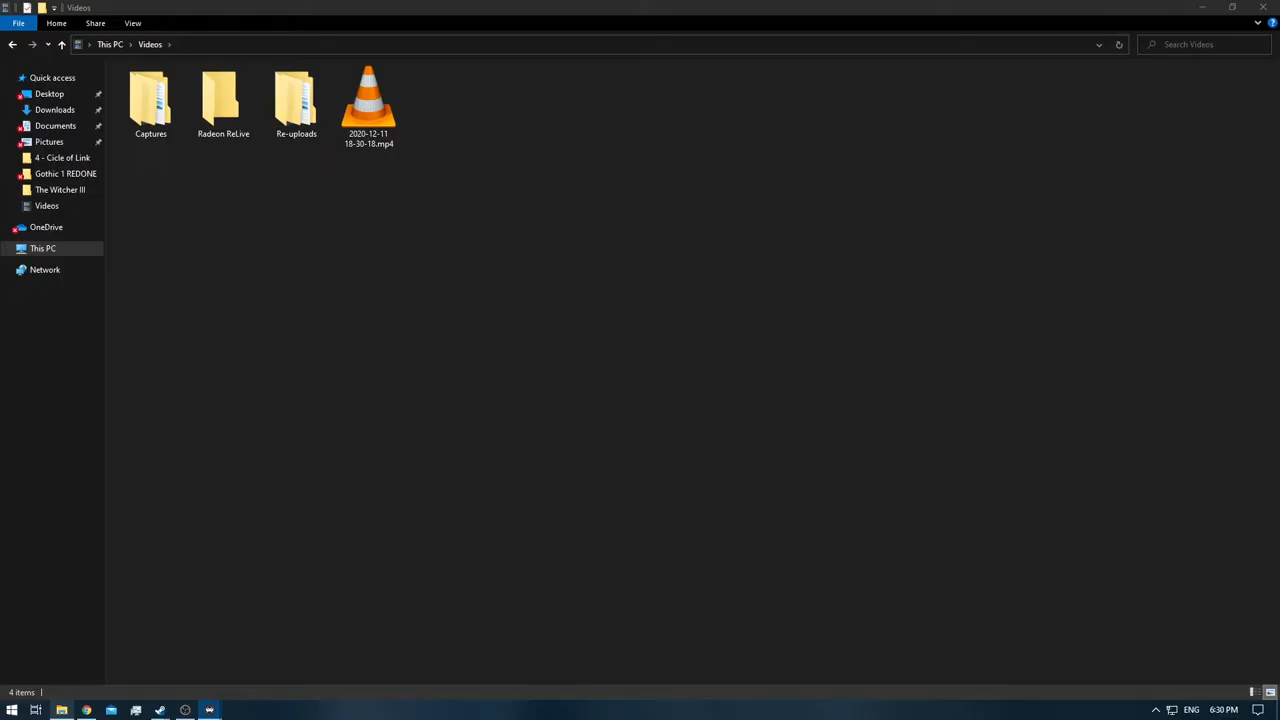 Videos
File Home Share View
This PC Videos
Search Videos
Quick access
Desktop
Downloads
Documents
Pictures
4 - Cicle of Link
Gothic 1 REDONE
The Witcher III
Videos
OneDrive
This PC
Network
Captures
Radeon ReLive
Re-uploads
2020-12-11
18-30-18.mp4
4 items
ENG 6:30 PM